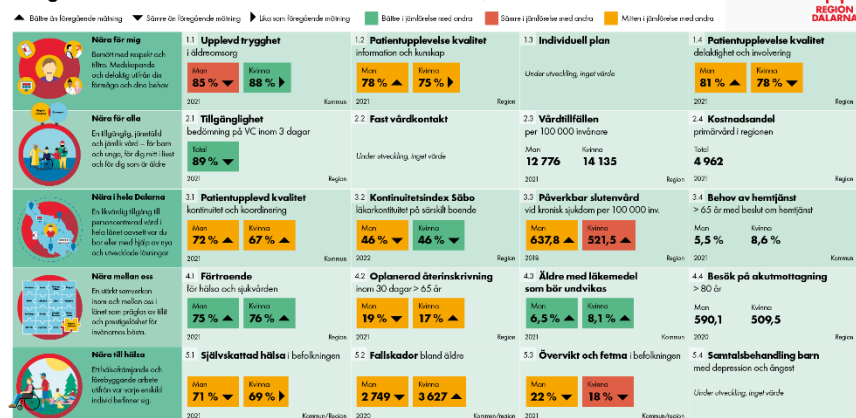 Bättre än föregående mätning Sämre än föregående mätning Lika som föregående mätning Bättre i jämförelse med andra Sämre i jämförelse med andra Mitten i jämförelse med andra
REGION
DALARNA
Nära för mig
Bemött med respekt och
tilltro. Medskapande
och delaktig utifrån din
förmåga och dina behov
1.1 Upplevd trygghet
i äldreomsorg
Man Kvinna
85 % 88 %
2021 Kommun
1.2 Patientupplevelse kvalitet
information och kunskap
Man Kvinna
78 % 75 %
2021 Region
1.3 Individuell plan
Under utveckling, inget värde
1.4 Patientupplevelse kvalitet
delaktighet och involvering
Man Kvinna
81 % 78 %
2021 Region
Nära för alla
En tillgänglig, jämställd
och jämlik vård – för barn
och unga, för dig mitt i livet
och för dig som är äldre
2.1 Tillgänglighet
bedömning på VC inom 3 dagar
Total
89 %
2021 Region
2.2 Fast vårdkontakt
Under utveckling, inget värde
2.3 Vårdtillfällen
per 100 000 invånare
Man Kvinna
12 776 14 135
2021 Region
2.4 Kostnadsandel
primärvård i regionen
Total
4 962
2021 Region
Nära i hela Dalarna
En likvärdig tillgång till
personcentrerad vård i
hela länet oavsett var du
bor eller med hjälp av nya
och utvecklade lösningar
3.1 Patientupplevd kvalitet
kontinuitet och koordinering
Man Kvinna
72 % 67 %
2021 Kommun
3.2 Kontinuitetsindex Säbo
läkarkontituitet på särskilt boende
Man Kvinna
46 % 46 %
2022 Region
3.3 Påverkbar slutenvård
vid kronisk sjukdom per 100 000 inv.
Man Kvinna
637,8 521,5
2018 Region
3.4 Behov av hemtjänst
> 65 år med beslut om hemtjänst
Man Kvinna
5,5 % 8,6 %
2021 Kommun
Nära mellan oss
En stärkt samverkan
inom och mellan oss i
länet som präglas av tillit
och prestigelöshet för
invånarnas bästa.
4.1 Förtroende
för hälso och sjukvården
Man Kvinna
75 % 76 %
2021 Region
4.2 Oplanerad återinskrivning
inom 30 dagar > 65 år
Man Kvinna
19 % 17 %
2021 Region
4.3 Äldre med läkemedel
som bör undvikas
Man Kvinna
6,5 % 8,1 %
2021 Kommun
4.4 Besök på akutmottagning
> 80 år
Man Kvinna
590,1 509,5
2020 Region
Nära till hälsa
Ett hälsofrämjande och
förebyggande arbete
utifrån var varje enskild
individ befinner sig.
5.1 Självskattad hälsa i befolkningen
Man Kvinna
71 % 69 %
2021 Kommun/Region
5.2 Fallskador bland äldre
Man Kvinna
2 749 3 627
2020 Kommun/region
5.3 Övervikt och fetma i befolkningen
Man Kvinna
22 % 18 %
2021 Kommun/region
5.4 Samtalsbehandling barn
med depression och ångest
Under utveckling, inget värde